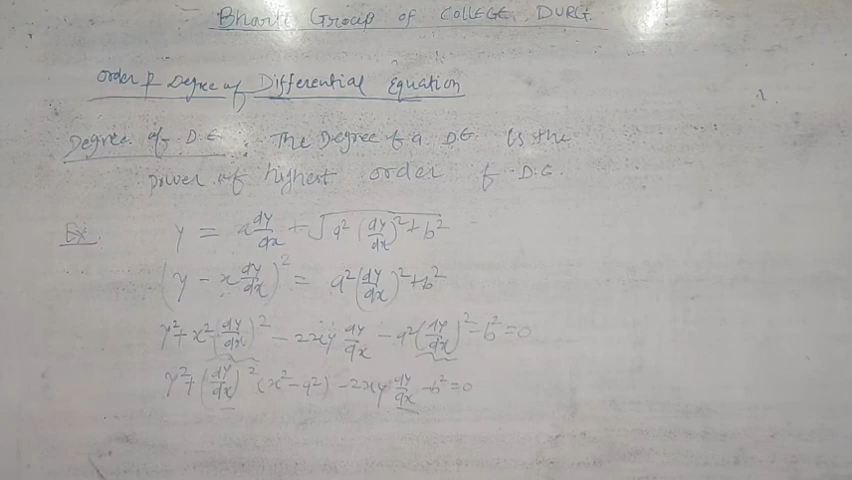 Bharti Group of COLLEGE DURG.
Order & Degree of Differential Equation
Degree of D.E. : The Degree of a D.E. is the
power of highest order of D.E.
Ex. y = x dy/dx + √(a² (dy/dx)² + b²)
(y - x dy/dx)² = a² (dy/dx)² + b²
y² + x² (dy/dx)² - 2xy dy/dx - a² (dy/dx)² - b² = 0
y² + (dy/dx)² (x² - a²) - 2xy dy/dx - b² = 0